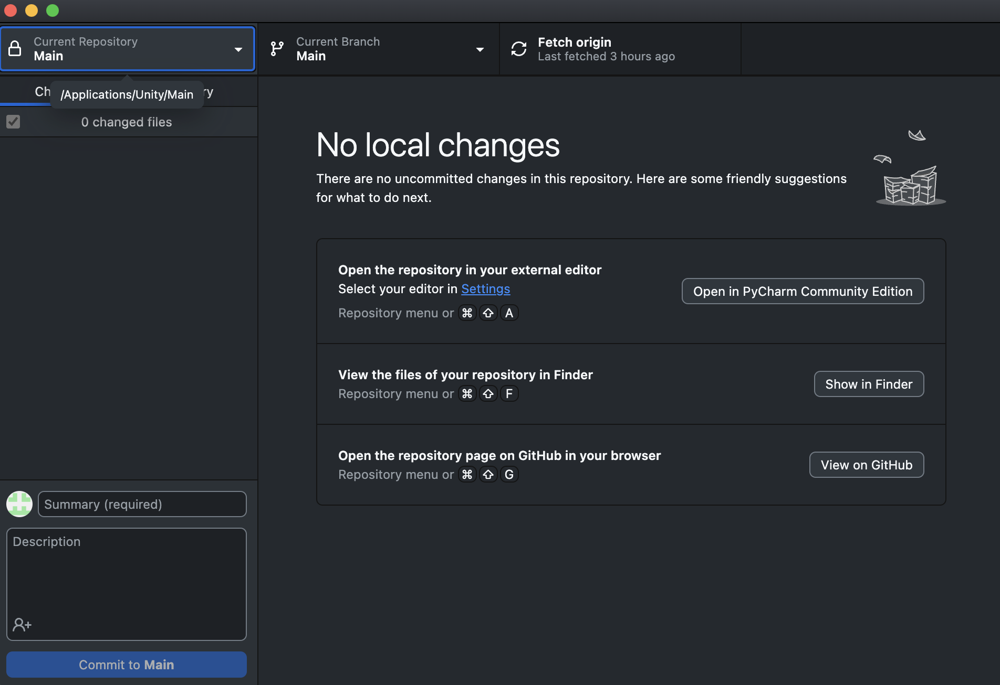 Current Repository
Main
Current Branch
Main
Fetch origin
Last fetched 3 hours ago
/Applications/Unity/Main
0 changed files
No local changes
There are no uncommitted changes in this repository. Here are some friendly suggestions
for what to do next.
Open the repository in your external editor
Select your editor in Settings
Repository menu or ⌘ ⇧ A
Open in PyCharm Community Edition
View the files of your repository in Finder
Repository menu or ⌘ ⇧ F
Show in Finder
Open the repository page on GitHub in your browser
Repository menu or ⌘ ⇧ G
View on GitHub
Summary (required)
Description
Commit to Main